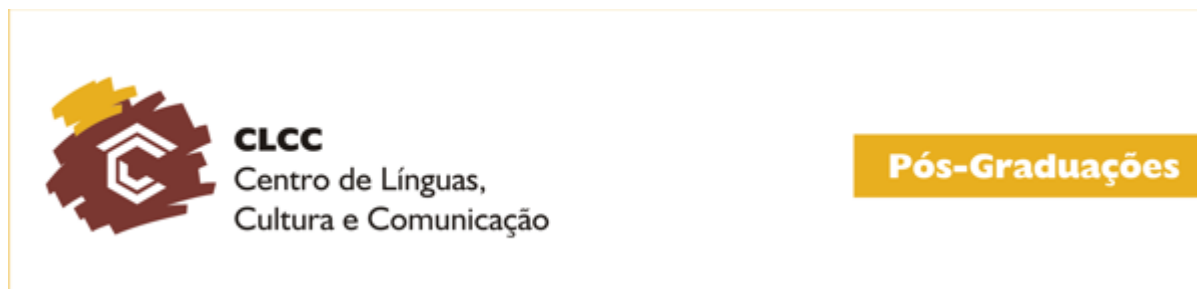 CLCC
Centro de Línguas,
Cultura e Comunicação
Pós-Graduações